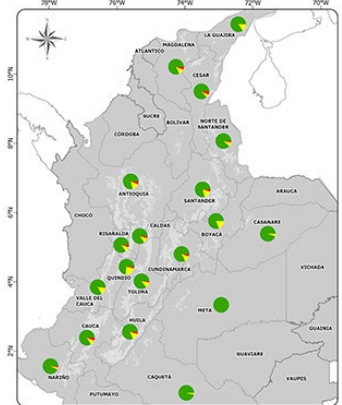 78°W 76°W 74°W 72°W 70°W
LA GUAJIRA
MAGDALENA
ATLANTICO
10°N
CESAR
SUCRE
BOLIVAR
NORTE DE
SANTANDER
CÓRDOBA
8°N
ANTIOQUIA
SANTANDER
ARAUCA
6°N
CHOCO
RISARALDA
CALDAS
BOYACÁ
CASANARE
QUINDIO
CUNDINAMARCA
VICHADA
4°N
TOLIMA
VALLE DEL
CAUCA
META
HUILA
CAUCA
GUAINIA
2°N
GUAVIARE
NARIÑO
CAQUETÁ
VAUPES
PUTUMAYO